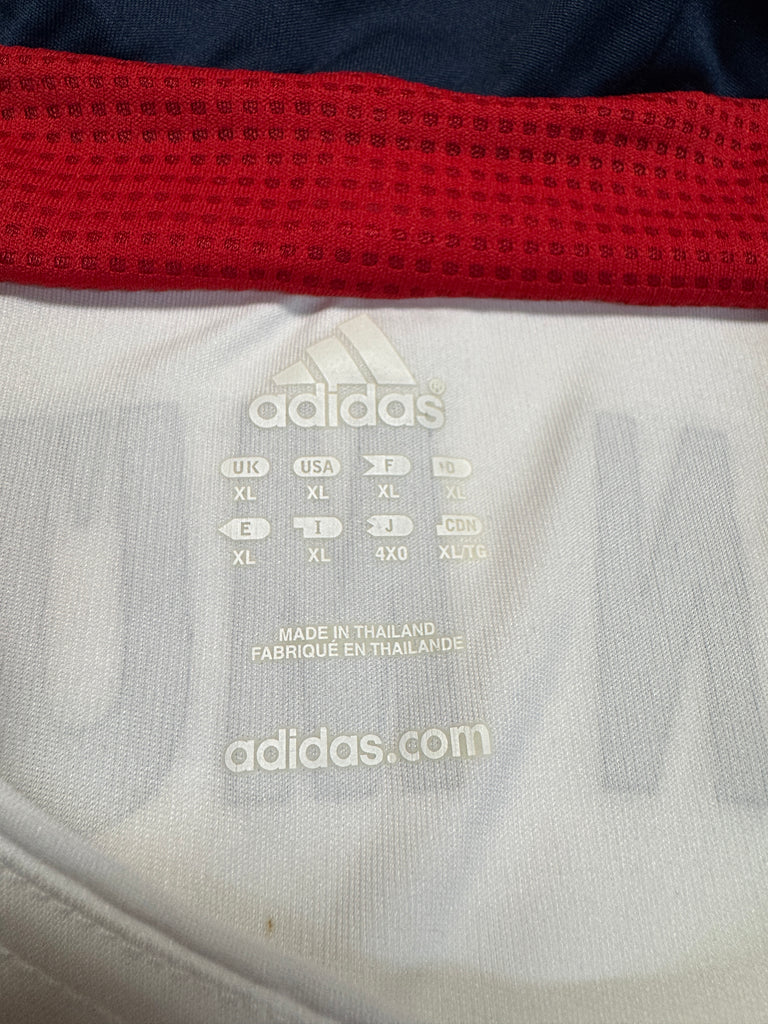 adidas®
UK USA F D
XL XL XL XL
E I J CDN
XL XL 4XO XL/TG
MADE IN THAILAND
FABRIQUÉ EN THAILANDE
adidas.com